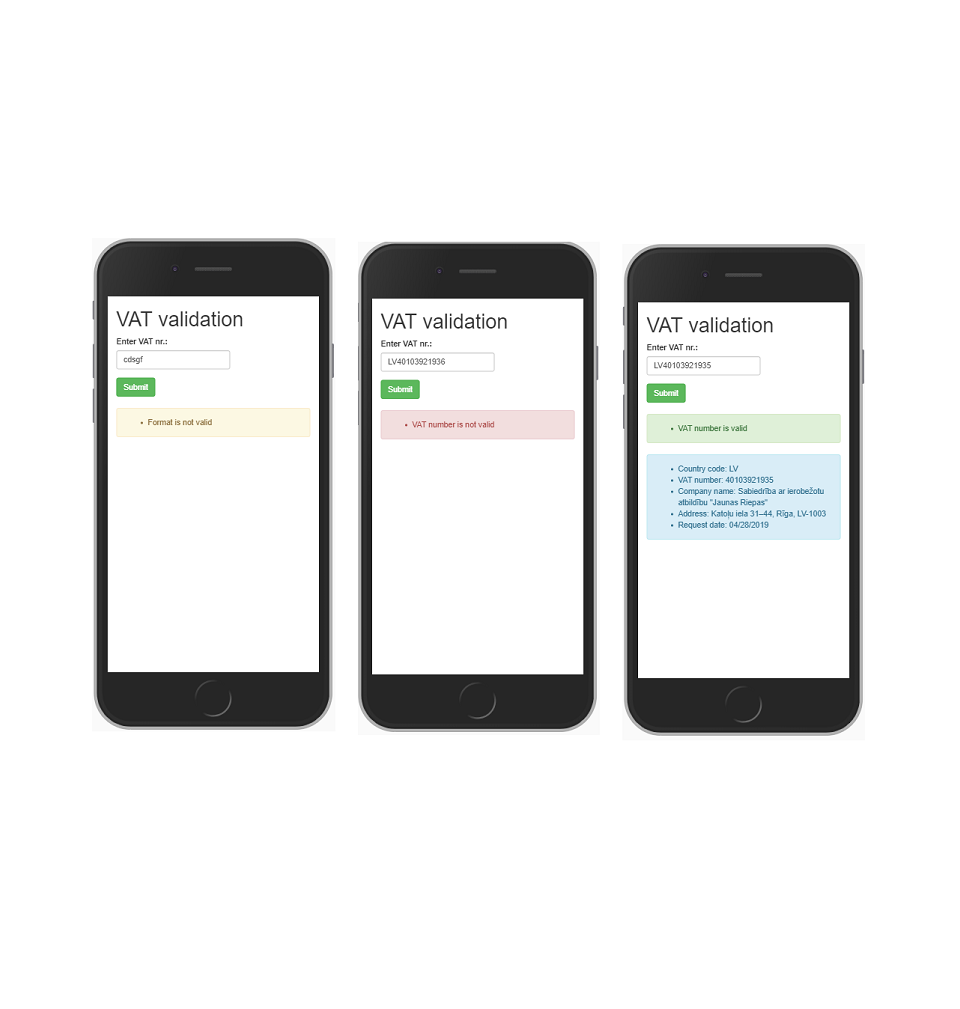 VAT validation
Enter VAT nr.:
cdsgf
Submit
• Format is not valid
VAT validation
Enter VAT nr.:
LV40103921936
Submit
• VAT number is not valid
VAT validation
Enter VAT nr.:
LV40103921935
Submit
• VAT number is valid
• Country code: LV
• VAT number: 40103921935
• Company name: Sabiedrība ar ierobežotu
atbildību "Jaunas Riepas"
• Address: Katoļu iela 31–44, Rīga, LV-1003
• Request date: 04/28/2019